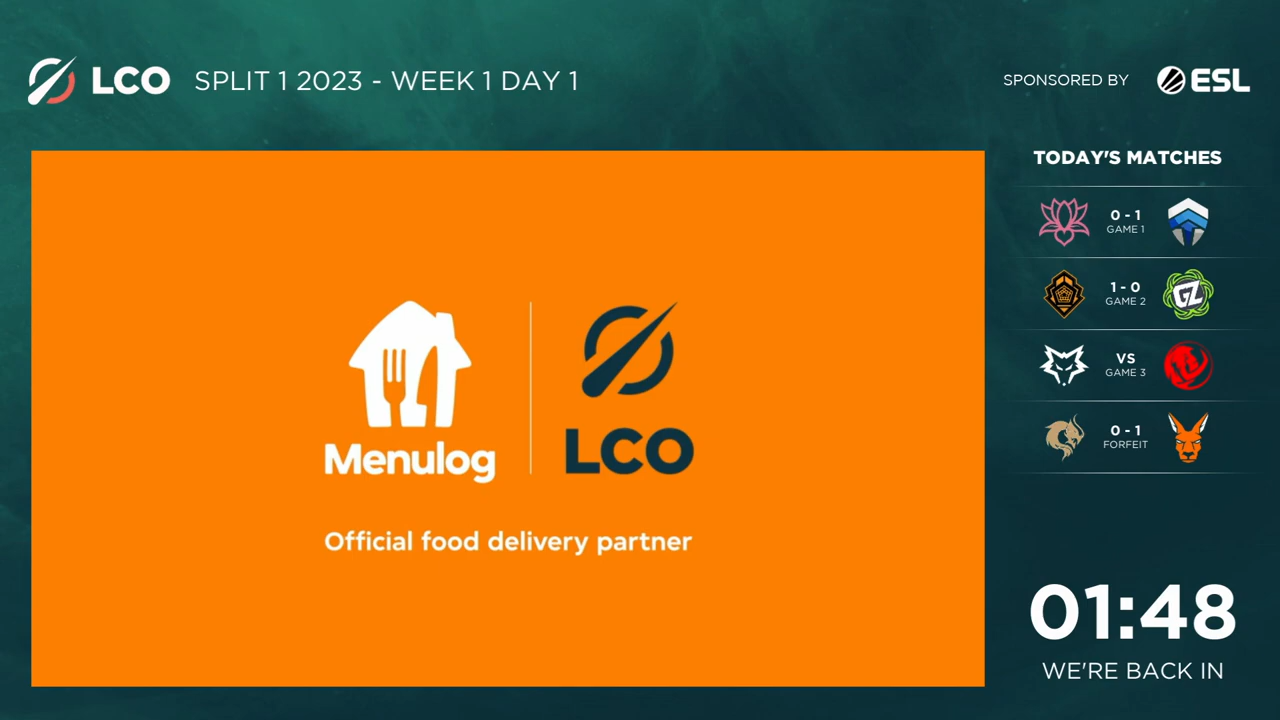 LCO SPLIT 1 2023 - WEEK 1 DAY 1
SPONSORED BY ESL
TODAY'S MATCHES
0 - 1
GAME 1
1 - 0
GAME 2
GZ
VS
GAME 3
0 - 1
FORFEIT
Menulog
LCO
Official food delivery partner
01:48
WE'RE BACK IN